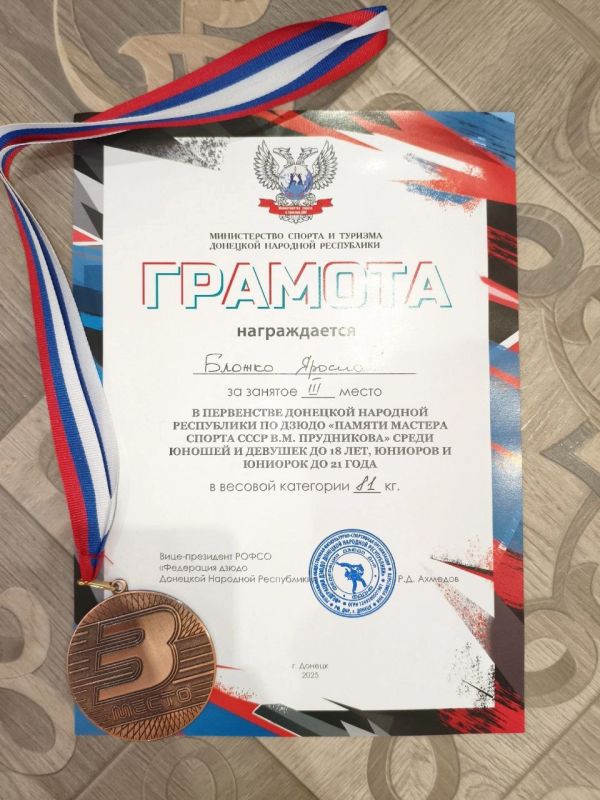 МИНИСТЕРСТВО СПОРТА И ТУРИЗМА
ДОНЕЦКОЙ НАРОДНОЙ РЕСПУБЛИКИ
ГРАМОТА
награждается
Бложко
за занятое III место
В ПЕРВЕНСТВЕ ДОНЕЦКОЙ НАРОДНОЙ
РЕСПУБЛИКИ ПО ДЗЮДО «ПАМЯТИ МАСТЕРА
СПОРТА СССР В.М. ПРУДНИКОВА» СРЕДИ
ЮНОШЕЙ И ДЕВУШЕК ДО 18 ЛЕТ, ЮНИОРОВ И
ЮНИОРОК ДО 21 ГОДА
в весовой категории 81 кг.
Вице-президент РОФСО
«Федерация дзюдо
Донецкой Народной Республики Р.Д. Ахмедов
г. Донецк
2025
3
МЕСТО